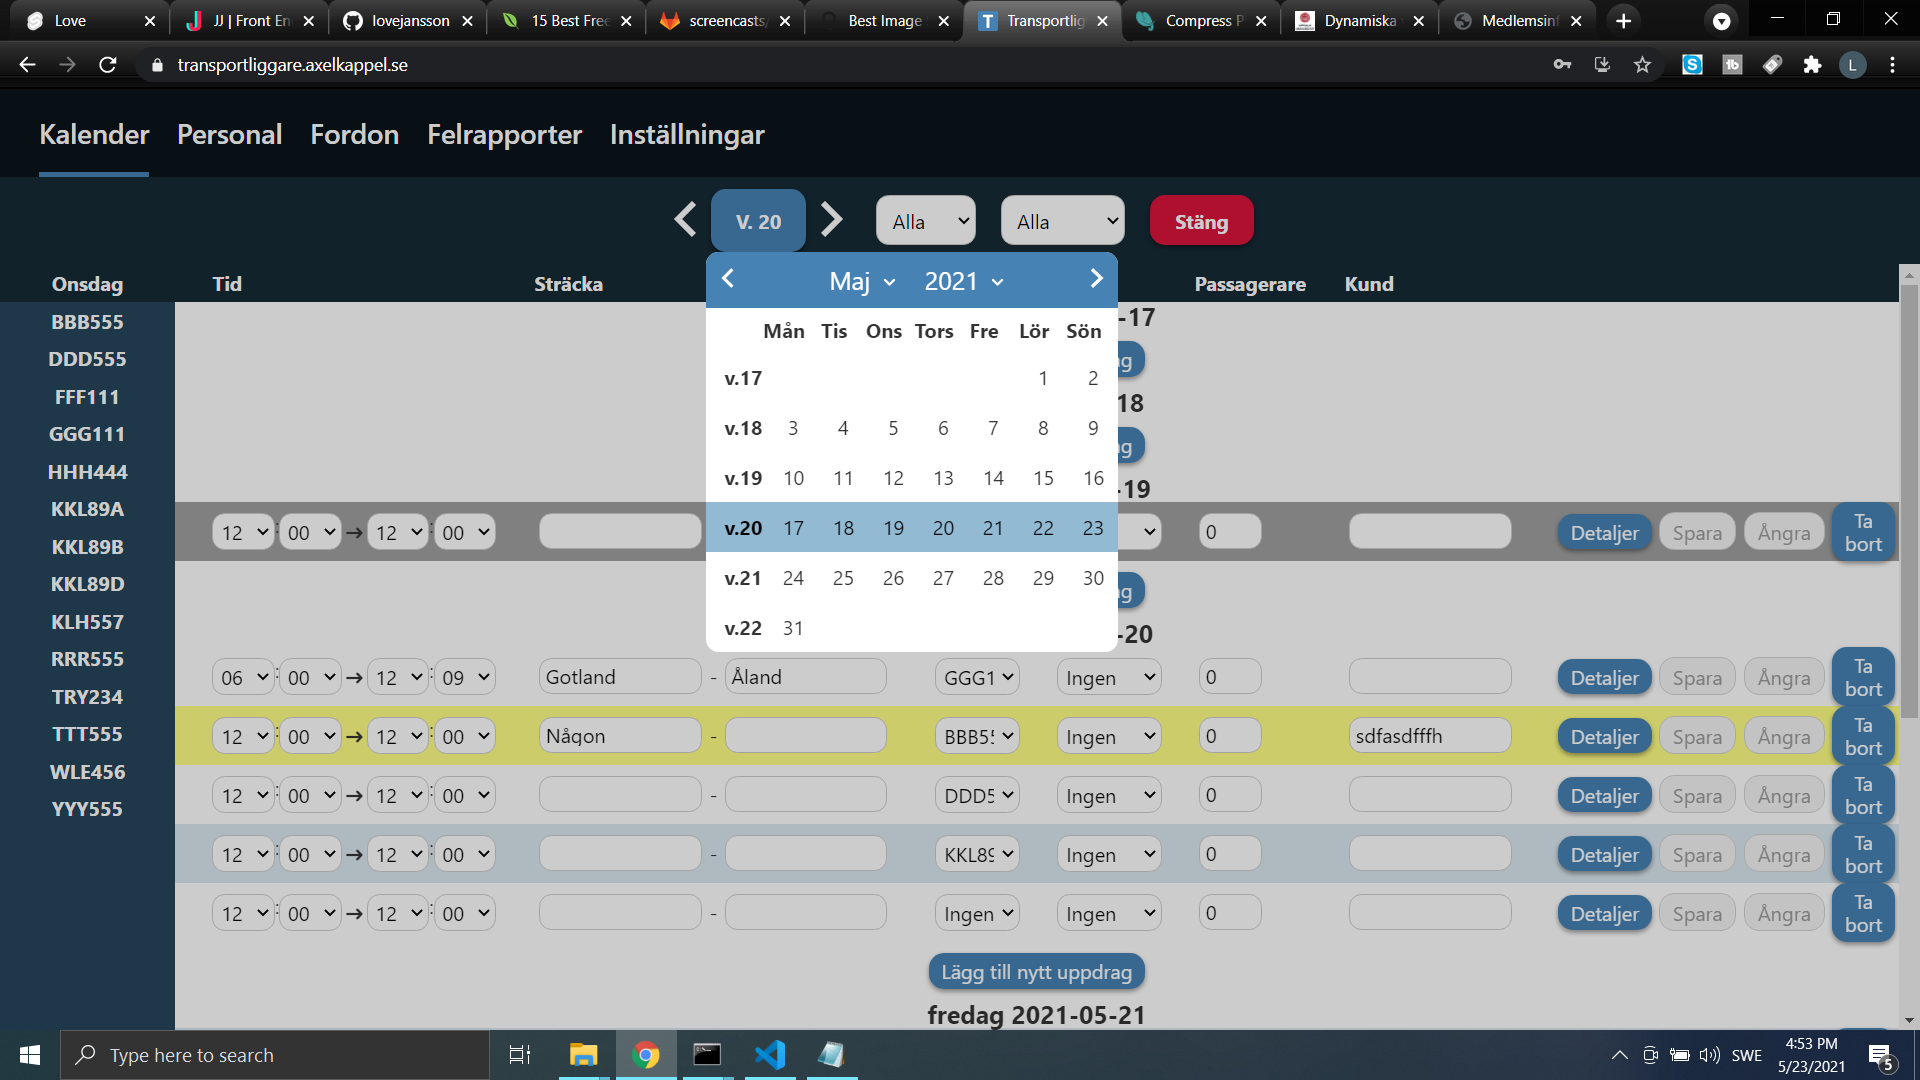 Love JJ | Front En lovejansson 15 Best Free screencasts, Best Image Transportlig Compress P Dynamiska Medlemsinf
transportliggare.axelkappel.se L
Kalender Personal Fordon Felrapporter Inställningar
V. 20 Alla Alla Stäng
Maj 2021
Onsdag Tid Sträcka Passagerare Kund
BBB555
DDD555
FFF111
GGG111
HHH444
KKL89A
KKL89B
KKL89D
KLH557
RRR555
TRY234
TTT555
WLE456
YYY555
Mån Tis Ons Tors Fre Lör Sön
v.17 1 2
v.18 3 4 5 6 7 8 9
v.19 10 11 12 13 14 15 16
v.20 17 18 19 20 21 22 23
v.21 24 25 26 27 28 29 30
v.22 31
-17
g
18
g
-19
12 : 00 → 12 : 00 0 Detaljer Spara Ångra Ta bort
g
-20
06 : 00 → 12 : 09 Gotland - Åland GGG1 Ingen 0 Detaljer Spara Ångra Ta bort
12 : 00 → 12 : 00 Någon - BBB55 Ingen 0 sdfasdfffh Detaljer Spara Ångra Ta bort
12 : 00 → 12 : 00 - DDD5 Ingen 0 Detaljer Spara Ångra Ta bort
12 : 00 → 12 : 00 - KKL89 Ingen 0 Detaljer Spara Ångra Ta bort
12 : 00 → 12 : 00 - Ingen Ingen 0 Detaljer Spara Ångra Ta bort
Lägg till nytt uppdrag
fredag 2021-05-21
Type here to search
SWE
4:53 PM
5/23/2021
5